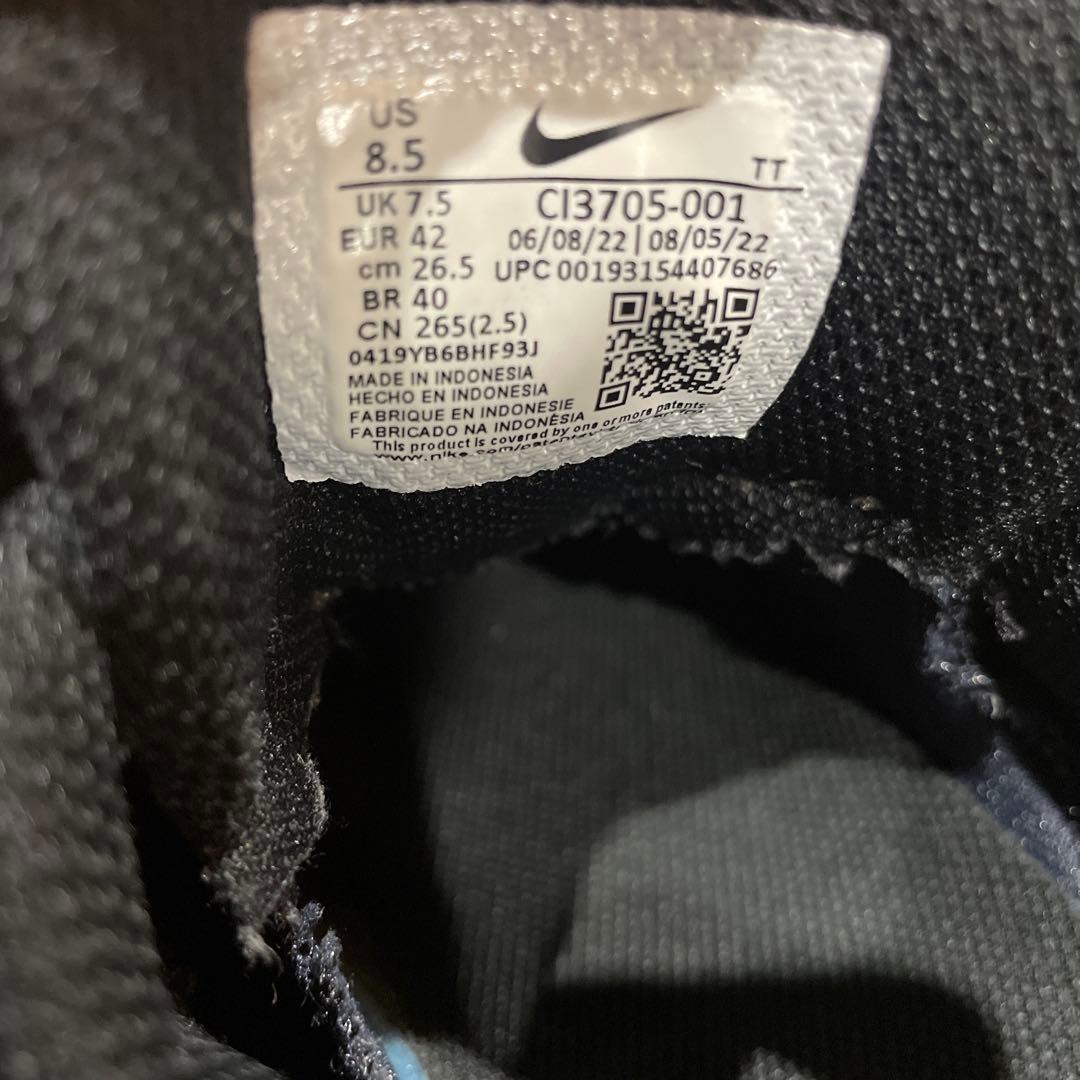 US
8.5
TT
UK 7.5
CI3705-001
EUR 42
06/08/22 | 08/05/22
cm 26.5
UPC 00193154407686
BR 40
CN 265(2.5)
0419YB6BHF93J
MADE IN INDONESIA
HECHO EN INDONESIA
FABRIQUE EN INDONESIE
FABRICADO NA INDONÉSIA
This product is covered by one or more patents